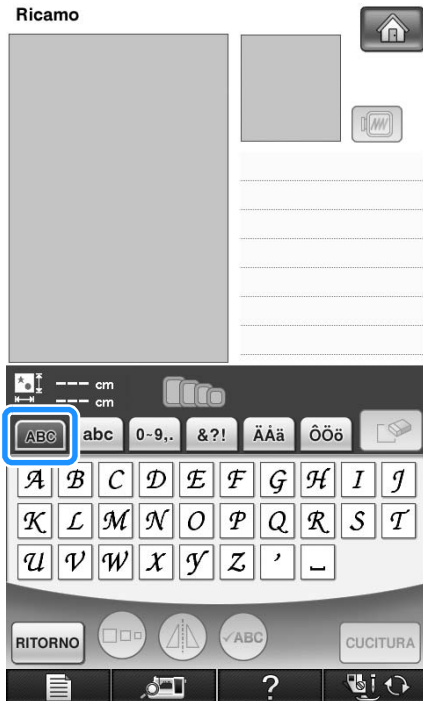 Ricamo
--- cm
--- cm
ABC abc 0~9,. &?! ÄÅä ÔÖö
A B C D E F G H I J
K L M N O P Q R S T
U V W X Y Z ’ ⎵
✓ABC
RITORNO CUCITURA
?